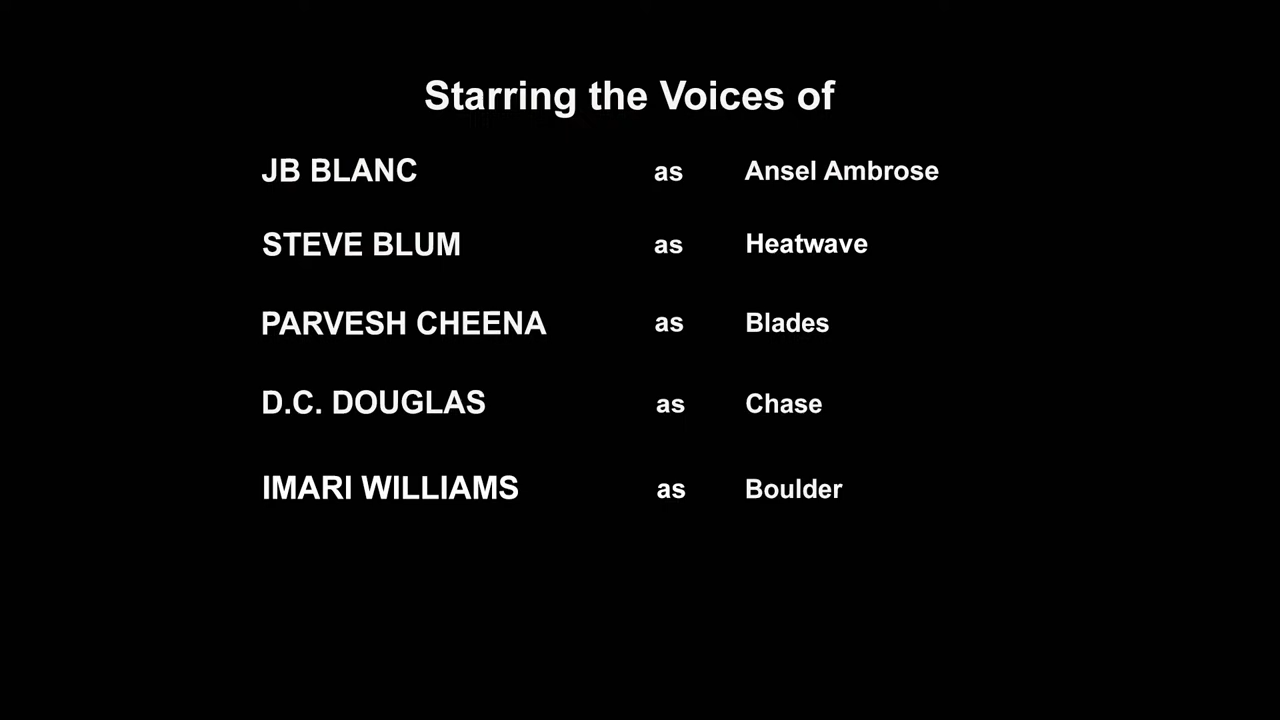 Starring the Voices of
JB BLANC as Ansel Ambrose
STEVE BLUM as Heatwave
PARVESH CHEENA as Blades
D.C. DOUGLAS as Chase
IMARI WILLIAMS as Boulder